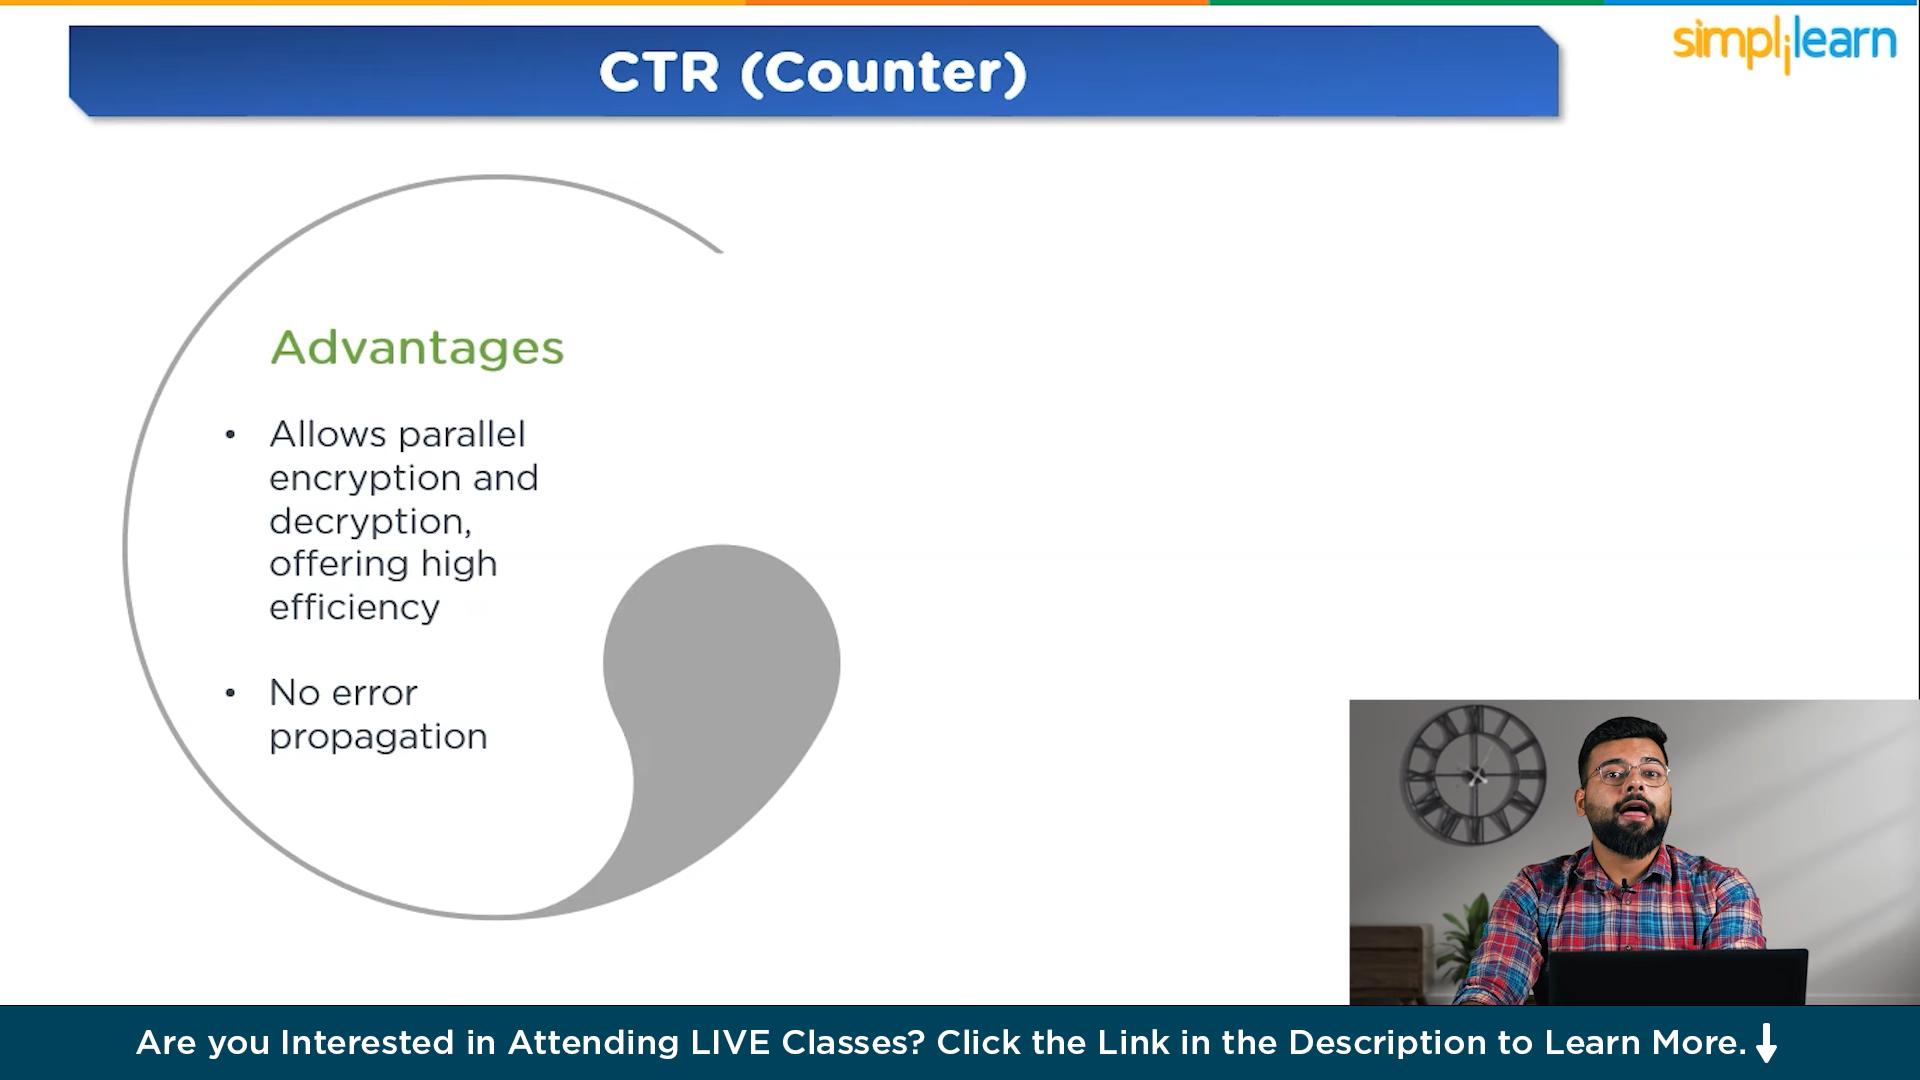 CTR (Counter)
simplilearn
Advantages
• Allows parallel
encryption and
decryption,
offering high
efficiency
• No error
propagation
Are you Interested in Attending LIVE Classes? Click the Link in the Description to Learn More.